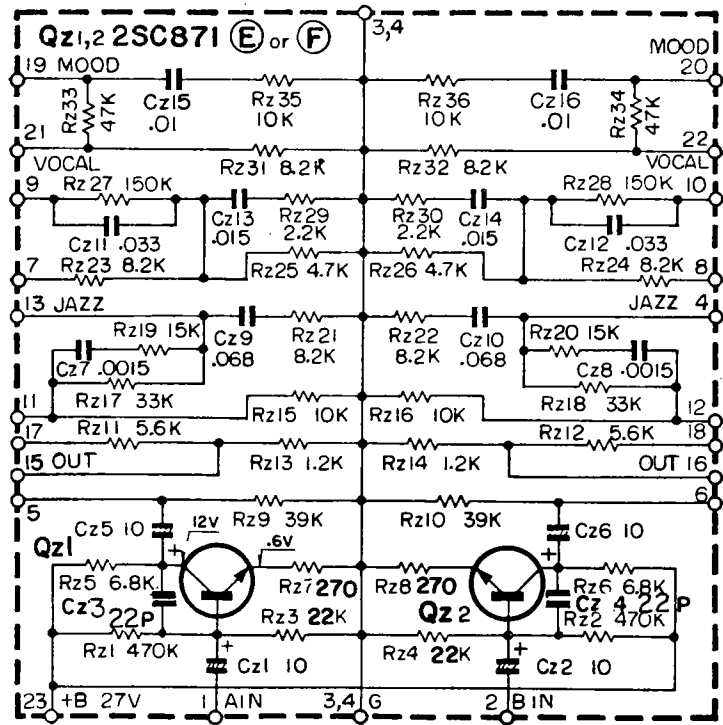 Qz1,2 2SC871 E or F
3,4
MOOD
19 MOOD
20
Rz33 47K
Cz15 .01
Rz35 10K
Rz36 10K
Cz16 .01
Rz34 47K
21
22
VOCAL
Rz31 8.2K
Rz32 8.2K
VOCAL
9
Rz27 150K
Rz28 150K
10
Cz13 .015
Rz29 2.2K
Rz30 2.2K
Cz14 .015
Cz11 .033
Cz12 .033
7
Rz23 8.2K
Rz25 4.7K
Rz26 4.7K
Rz24 8.2K
8
13 JAZZ
JAZZ 4
Rz19 15K
Cz9 .068
Rz21 8.2K
Rz22 8.2K
Cz10 .068
Rz20 15K
Cz7 .0015
Cz8 .0015
Rz17 33K
Rz18 33K
11
Rz15 10K
Rz16 10K
12
17
Rz11 5.6K
Rz12 5.6K
18
15 OUT
Rz13 1.2K
Rz14 1.2K
OUT 16
5
6
Cz5 10
Rz9 39K
Rz10 39K
Cz6 10
Qz1
+
12V
.6V
+
Rz5 6.8K
Rz7 270
Rz8 270
Rz6 6.8K
Cz3 22P
Qz2
Cz 4 22P
Rz3 22K
Rz2 470K
Rz1 470K
+
Rz4 22K
+
Cz1 10
Cz2 10
23 +B 27V
1 A IN
3,4 G
2 B IN